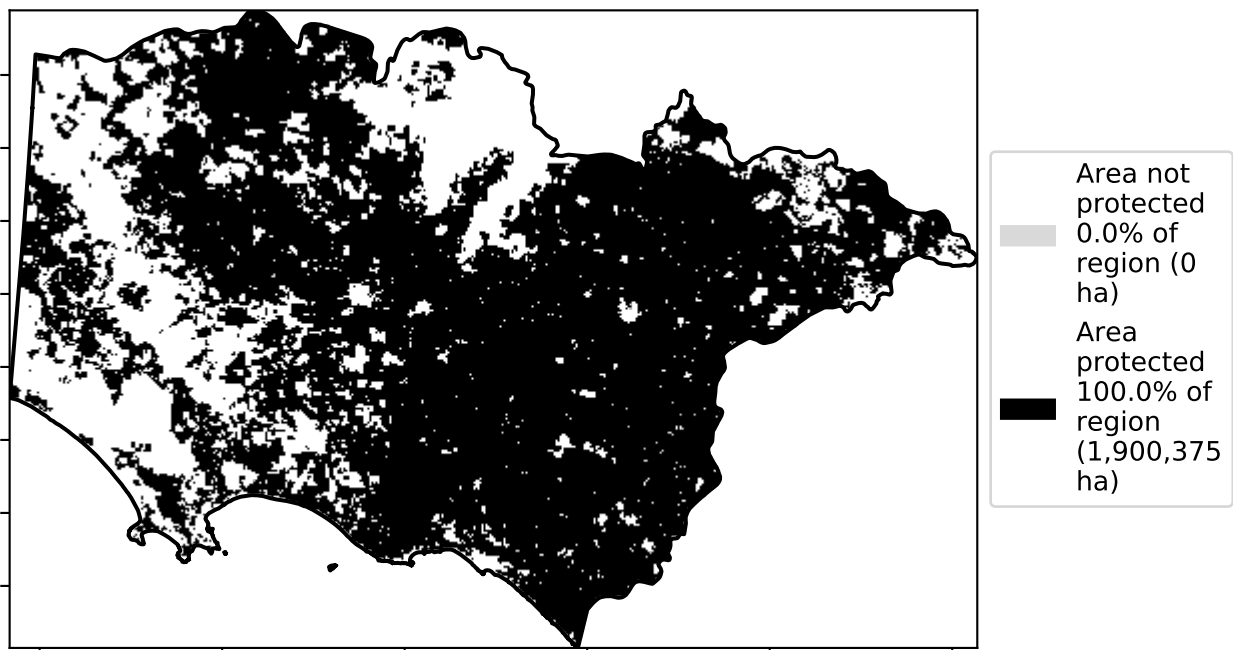 Area not
protected
0.0% of
region (0
ha)
Area
protected
100.0% of
region
(1,900,375
ha)